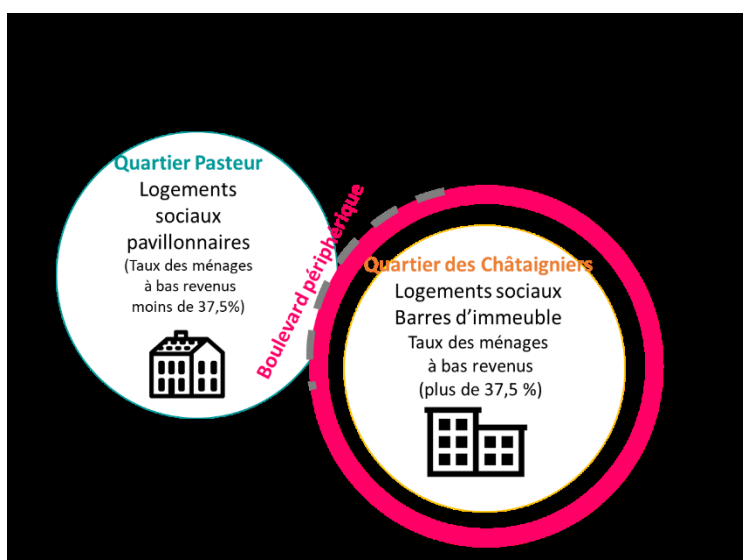 Quartier Pasteur
Logements
sociaux
pavillonnaires
(Taux des ménages
à bas revenus
moins de 37,5%)
Boulevard périphérique
Quartier des Châtaigniers
Logements sociaux
Barres d’immeuble
Taux des ménages
à bas revenus
(plus de 37,5 %)